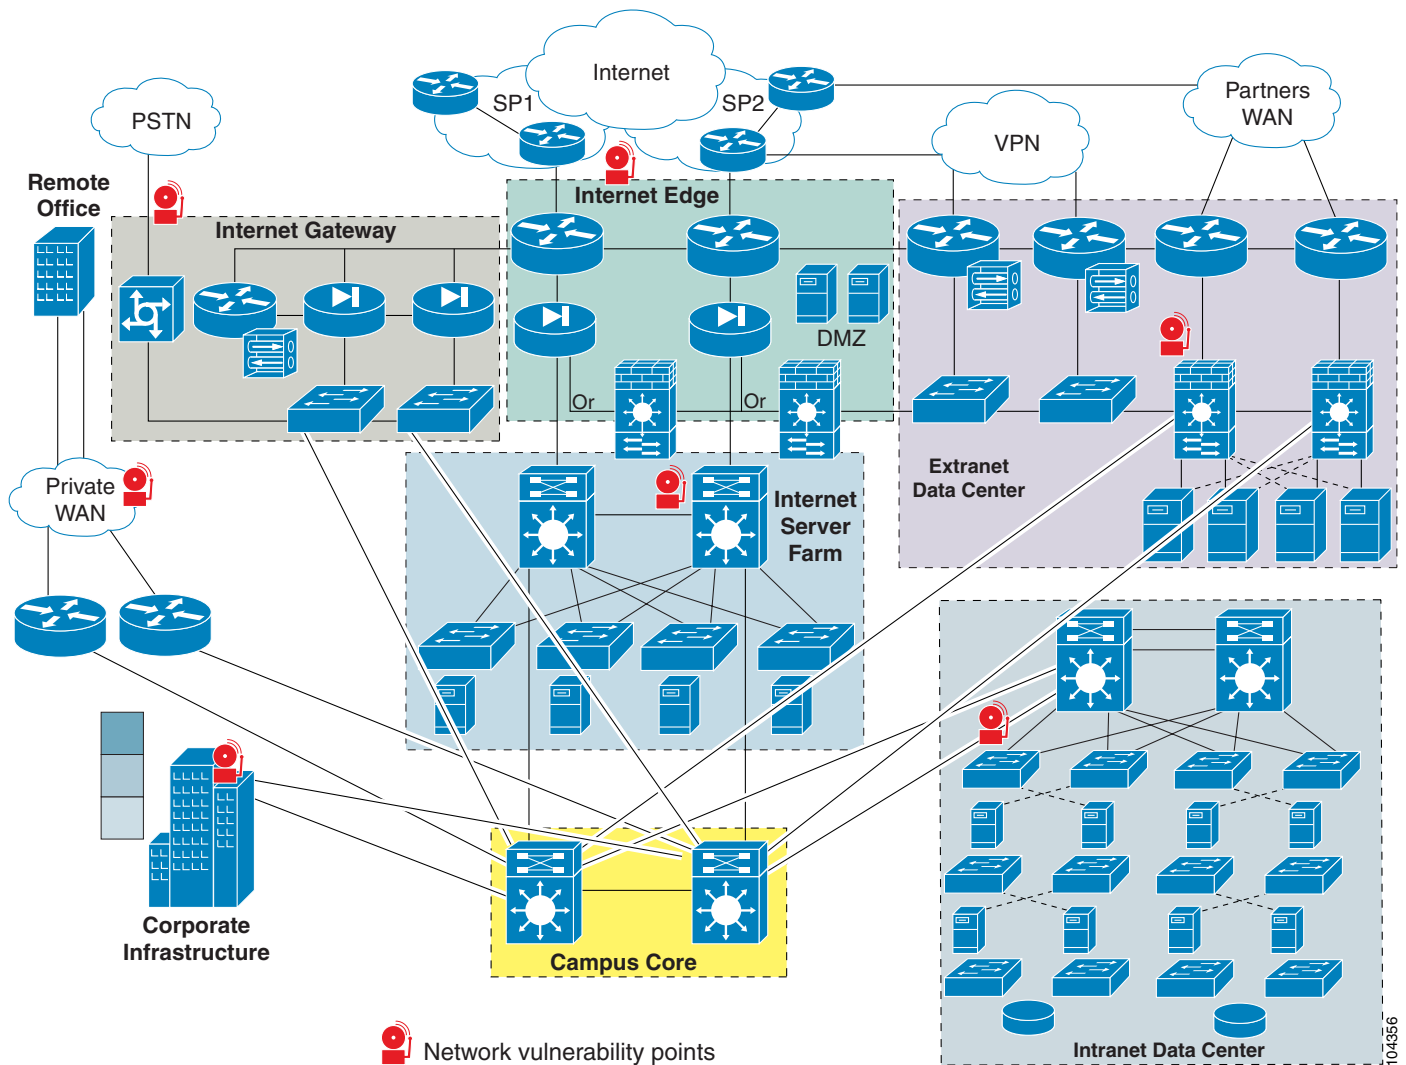 Internet
SP1
SP2
Partners
WAN
PSTN
VPN
Remote
Office
Internet Edge
Internet Gateway
DMZ
Or
Or
Extranet
Data Center
Private
WAN
Internet
Server
Farm
Corporate
Infrastructure
Campus Core
Intranet Data Center
Network vulnerability points
104356